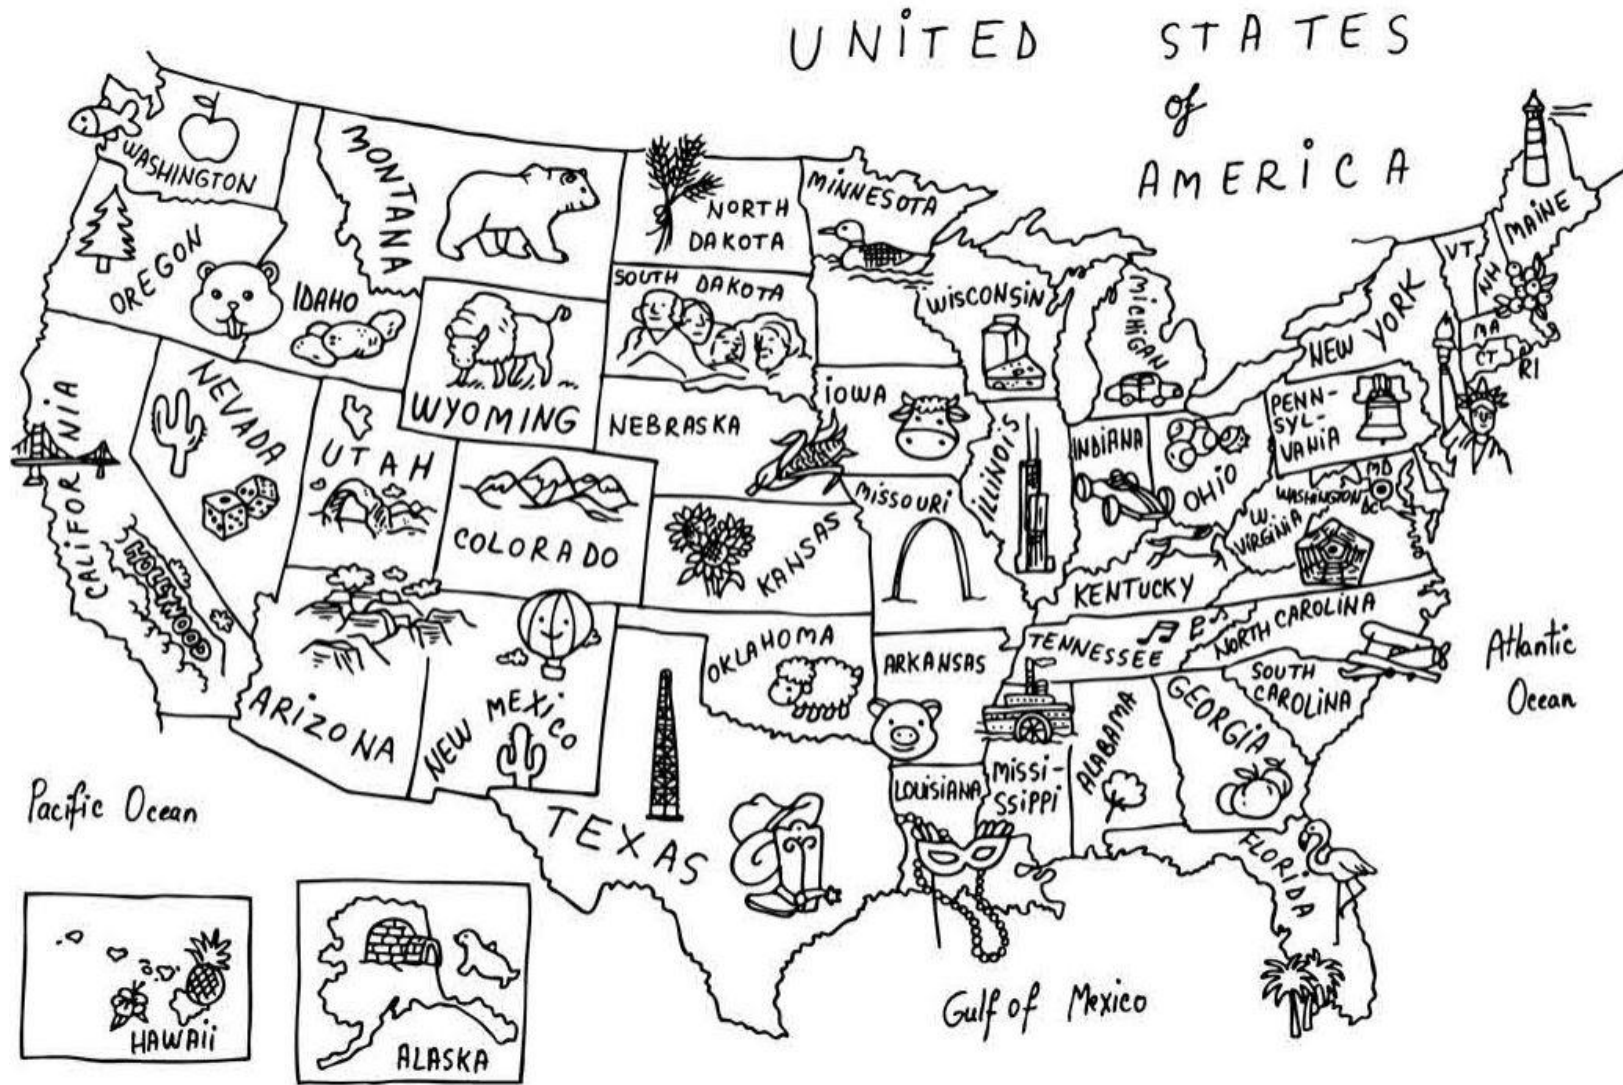 UNiTED STATES
of
AMERiCA
WASHINGTON
MONTANA
NORTH
DAKOTA
MiNNESOTA
MAiNE
VT
NH
OREGON
IDAHO
SOUTH DAKOTA
WiSCONSiN
MiCHiGAN
NEW YORK
MA
CT
RI
NEVADA
WYOMiNG
NEBRASKA
iOWA
iLLiNOiS
iNDiANA
OHiO
PENN-
SYL-
VANiA
CALIFORNIA
UTAH
COLORADO
KANSAS
MiSSOURi
MD
WASHiNGTON
DC
W.
ViRGiNiA
HOLLYWOOD
KENTUCKY
NORTH CAROLiNA
TENNESSEE
OKLAHOMA
ARKANSAS
SOUTH
CAROLiNA
Atlantic
Ocean
ARiZONA
NEW MEXiCO
ALABAMA
GEORGiA
LOUiSiANA
MiSSi-
SSiPPi
TEXAS
FLORiDA
Pacific Ocean
Gulf of Mexico
HAWAii
ALASKA